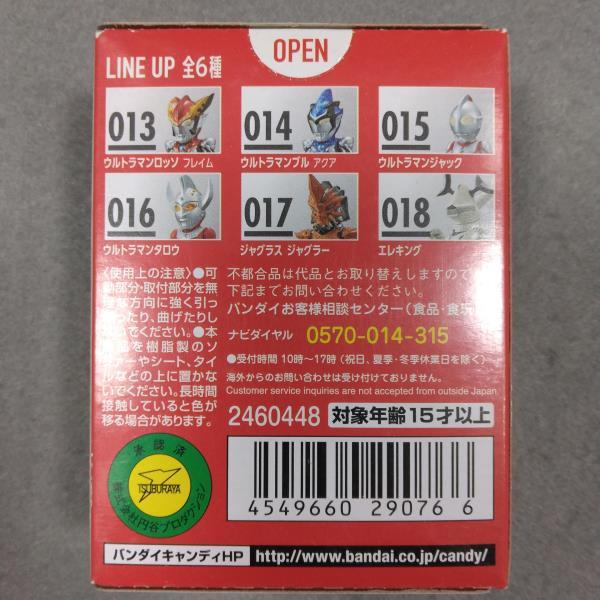 OPEN
LINE UP 全6種
013
ウルトラマンロッソ フレイム
014
ウルトラマンブル アクア
015
ウルトラマンジャック
016
ウルトラマンタロウ
017
ジャグラス ジャグラー
018
エレキング
〈使用上の注意〉●可
動部分・取付部分を無
な方向に強く引っ
ったり、曲げたりし
いでください。●本
を樹脂製のソ
ァーやシート、タイ
ルなどの上に置かな
いでください。長時間
接触していると色が
移る場合があります。
不都合品は代品とお取り替えしますので
下記までお問い合わせください。
バンダイお客様相談センター(食品・食玩
ナビダイヤル 0570-014-315
●受付時間 10時〜17時 (祝日、夏季・冬季休業日を除く)
海外からのお問い合わせは受け付けておりません。
Customer service inquiries are not accepted from outside Japan
2460448 対象年齢15才以上
承認済
TSUBURAYA
株式会社円谷プロダクション
4549660 29076 6
バンダイキャンディHP http://www.bandai.co.jp/candy/